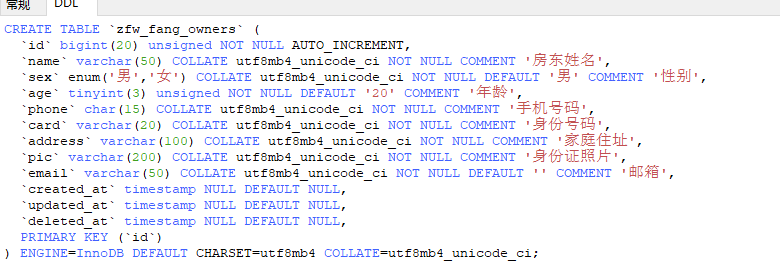 常规 DDL
CREATE TABLE `zfw_fang_owners` (
  `id` bigint(20) unsigned NOT NULL AUTO_INCREMENT,
  `name` varchar(50) COLLATE utf8mb4_unicode_ci NOT NULL COMMENT '房东姓名',
  `sex` enum('男','女') COLLATE utf8mb4_unicode_ci NOT NULL DEFAULT '男' COMMENT '性别',
  `age` tinyint(3) unsigned NOT NULL DEFAULT '20' COMMENT '年龄',
  `phone` char(15) COLLATE utf8mb4_unicode_ci NOT NULL COMMENT '手机号码',
  `card` varchar(20) COLLATE utf8mb4_unicode_ci NOT NULL COMMENT '身份号码',
  `address` varchar(100) COLLATE utf8mb4_unicode_ci NOT NULL COMMENT '家庭住址',
  `pic` varchar(200) COLLATE utf8mb4_unicode_ci NOT NULL COMMENT '身份证照片',
  `email` varchar(50) COLLATE utf8mb4_unicode_ci NOT NULL DEFAULT '' COMMENT '邮箱',
  `created_at` timestamp NULL DEFAULT NULL,
  `updated_at` timestamp NULL DEFAULT NULL,
  `deleted_at` timestamp NULL DEFAULT NULL,
  PRIMARY KEY (`id`)
) ENGINE=InnoDB DEFAULT CHARSET=utf8mb4 COLLATE=utf8mb4_unicode_ci;